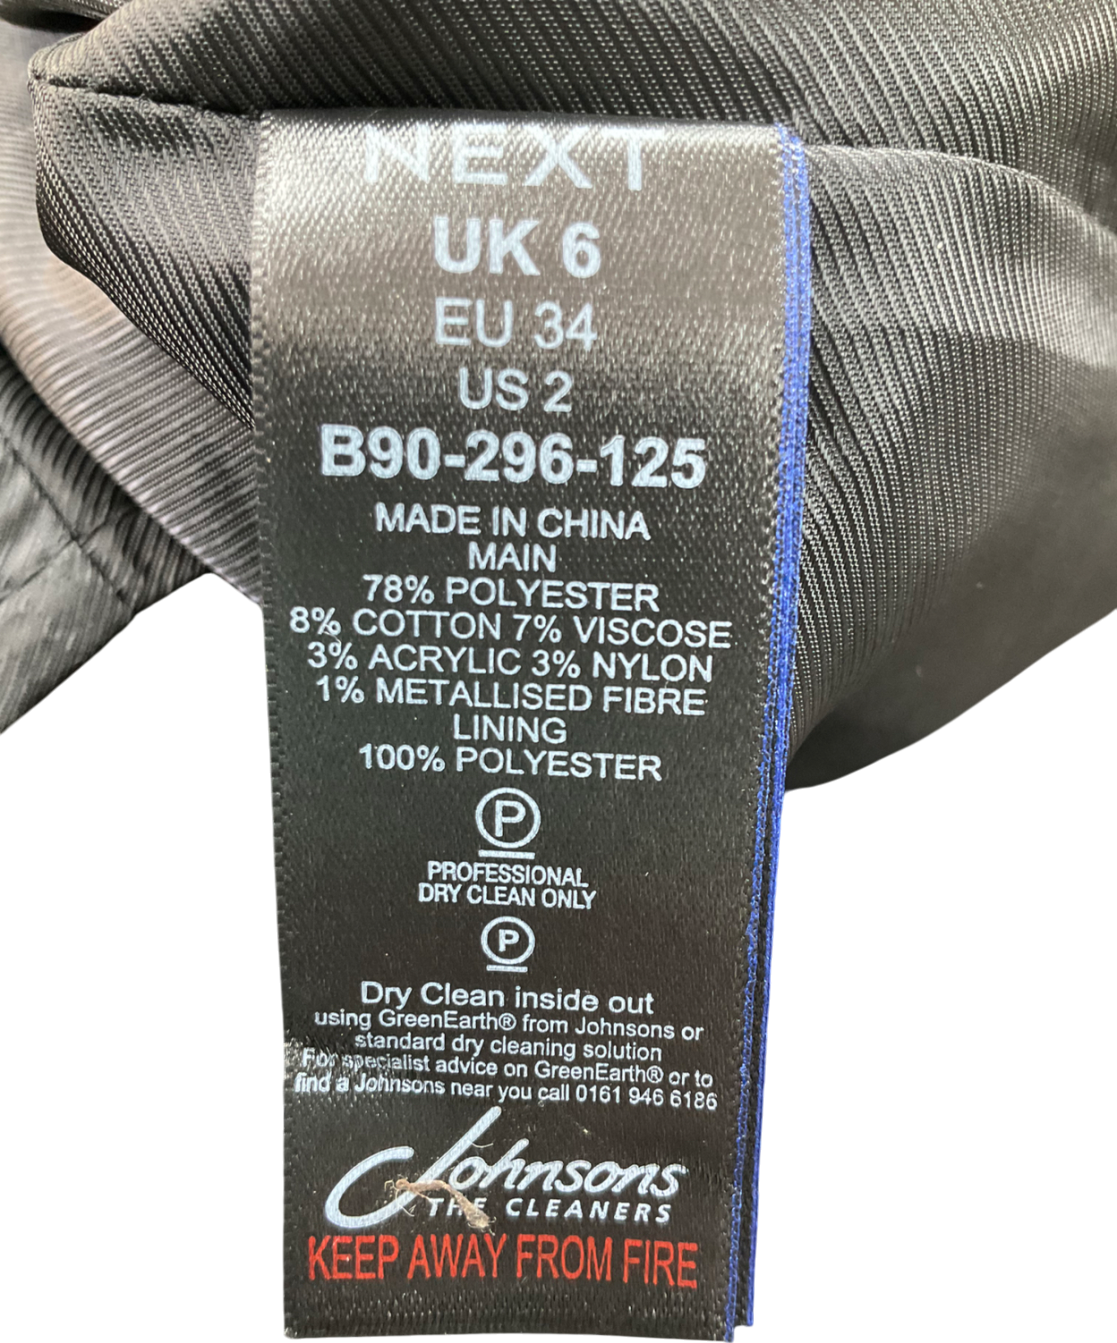 NEXT
UK 6
EU 34
US 2
B90-296-125
MADE IN CHINA
MAIN
78% POLYESTER
8% COTTON 7% VISCOSE
3% ACRYLIC 3% NYLON
1% METALLISED FIBRE
LINING
100% POLYESTER
P
PROFESSIONAL
DRY CLEAN ONLY
P
Dry Clean inside out
using GreenEarth® from Johnsons or
standard dry cleaning solution
For specialist advice on GreenEarth® or to
find a Johnsons near you call 0161 946 6186
Johnsons
THE CLEANERS
KEEP AWAY FROM FIRE